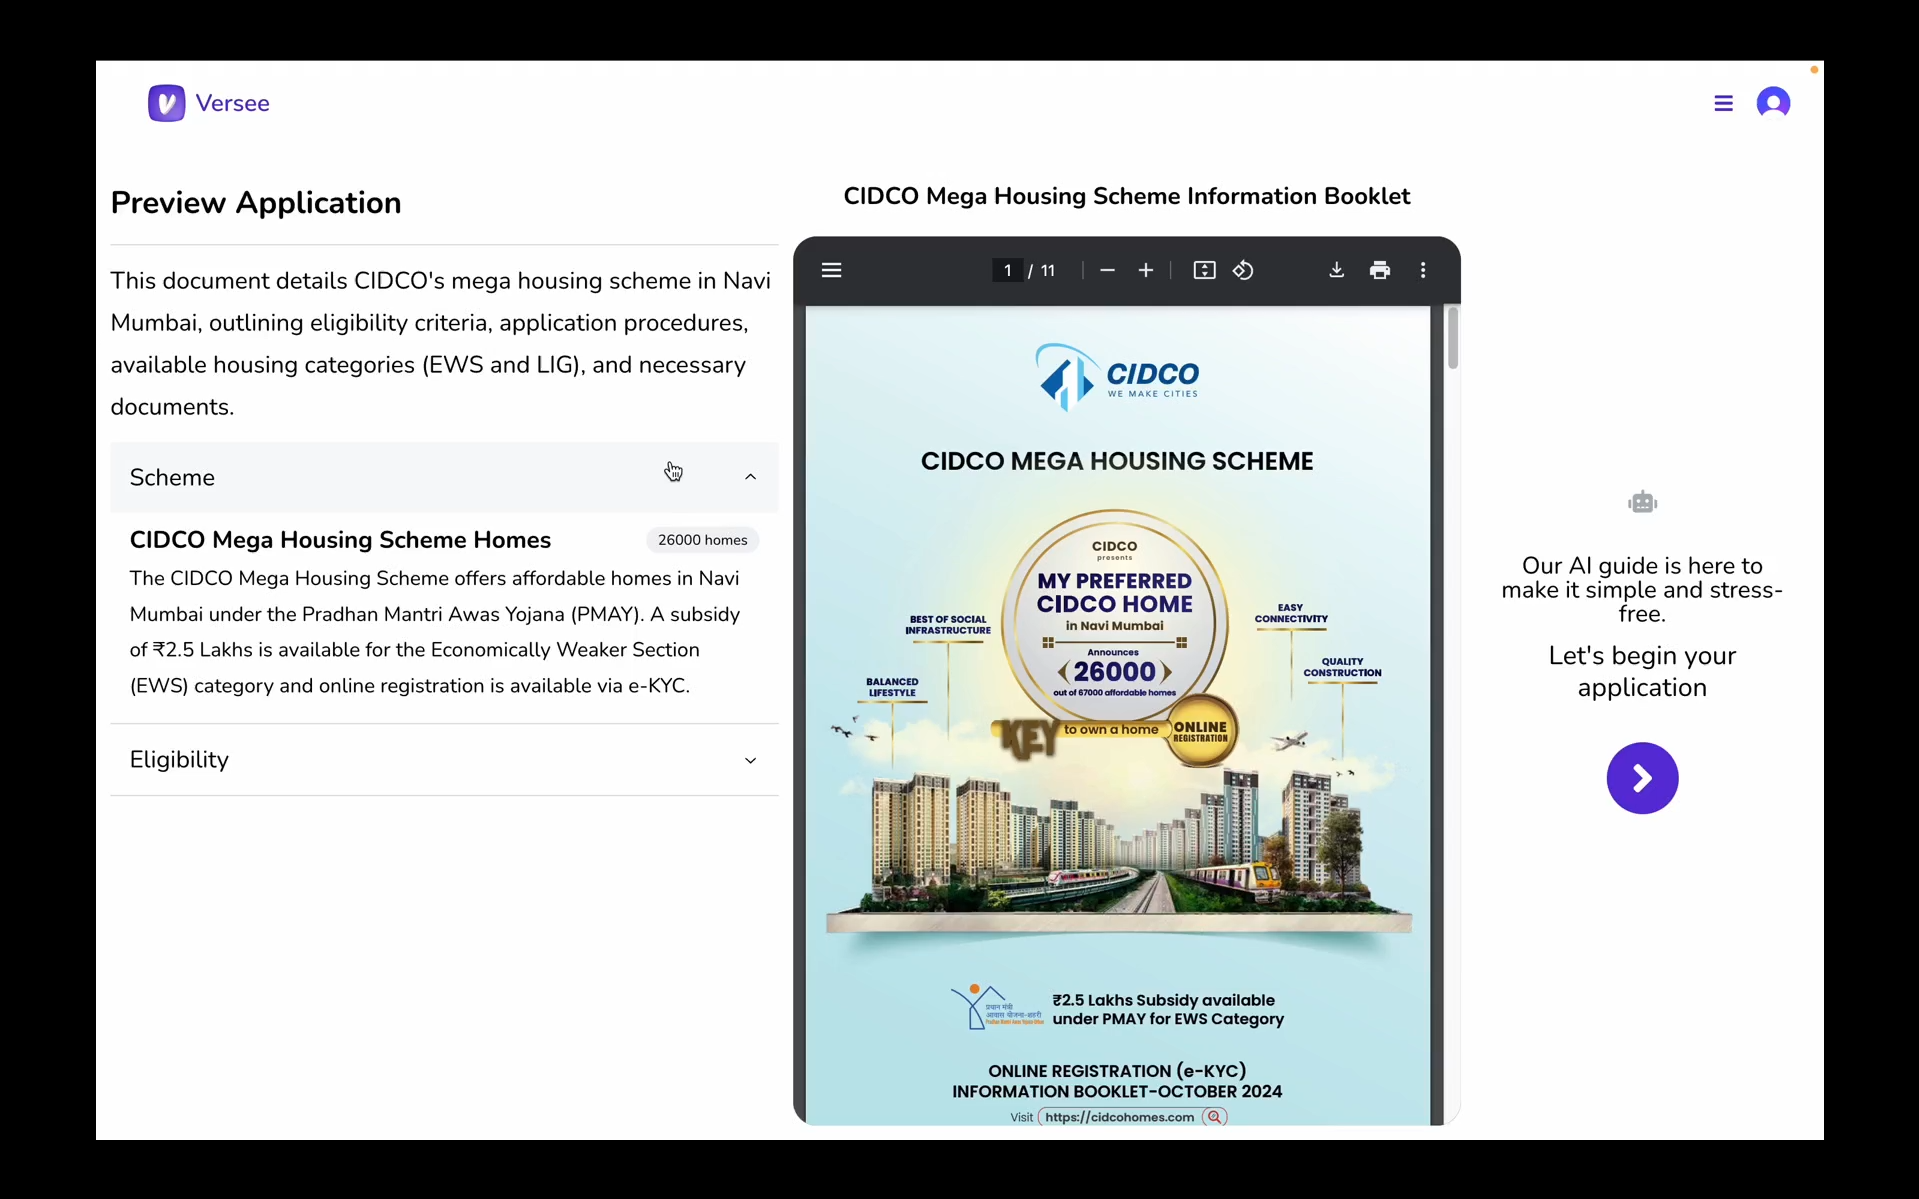 Versee
Preview Application
This document details CIDCO's mega housing scheme in Navi
Mumbai, outlining eligibility criteria, application procedures,
available housing categories (EWS and LIG), and necessary
documents.
Scheme
CIDCO Mega Housing Scheme Homes
26000 homes
The CIDCO Mega Housing Scheme offers affordable homes in Navi
Mumbai under the Pradhan Mantri Awas Yojana (PMAY). A subsidy
of ₹2.5 Lakhs is available for the Economically Weaker Section
(EWS) category and online registration is available via e-KYC.
Eligibility
CIDCO Mega Housing Scheme Information Booklet
1 / 11
CIDCO
WE MAKE CITIES
CIDCO MEGA HOUSING SCHEME
CIDCO
presents
MY PREFERRED
CIDCO HOME
in Navi Mumbai
Announces
26000
out of 67000 affordable homes
KEY to own a home
ONLINE
REGISTRATION
BEST OF SOCIAL
INFRASTRUCTURE
BALANCED
LIFESTYLE
EASY
CONNECTIVITY
QUALITY
CONSTRUCTION
प्रधान मंत्री
आवास योजना-शहरी
Pradhan Mantri Awas Yojana-Urban
₹2.5 Lakhs Subsidy available
under PMAY for EWS Category
ONLINE REGISTRATION (e-KYC)
INFORMATION BOOKLET-OCTOBER 2024
Visit https://cidcohomes.com
Our AI guide is here to
make it simple and stress-
free.
Let's begin your
application